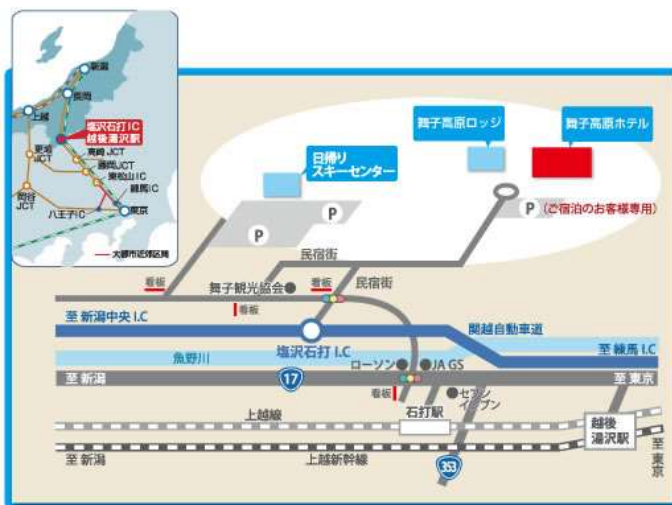 新潟
長岡
上越
塩沢石打IC
越後湯沢駅
更埴
JCT
高崎JCT
藤岡JCT
東松山IC
練馬IC
岡谷
JCT
八王子IC
東京
大都市近郊区間
舞子高原ロッジ
舞子高原ホテル
日帰り
スキーセンター
P
P
P
(ご宿泊のお客様専用)
民宿街
看板
舞子観光協会
看板
民宿街
看板
至 新潟中央 I.C
関越自動車道
魚野川
塩沢石打 I.C
ローソン
JA GS
至 練馬 I.C
至 新潟
17
至 東京
看板
セブン
イレブン
石打駅
上越線
越後
湯沢駅
至 新潟
上越新幹線
353
至東京